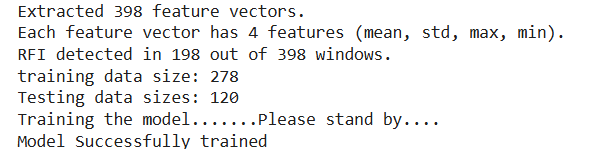 Extracted 398 feature vectors.
Each feature vector has 4 features (mean, std, max, min).
RFI detected in 198 out of 398 windows.
training data size: 278
Testing data sizes: 120
Training the model.......Please stand by....
Model Successfully trained